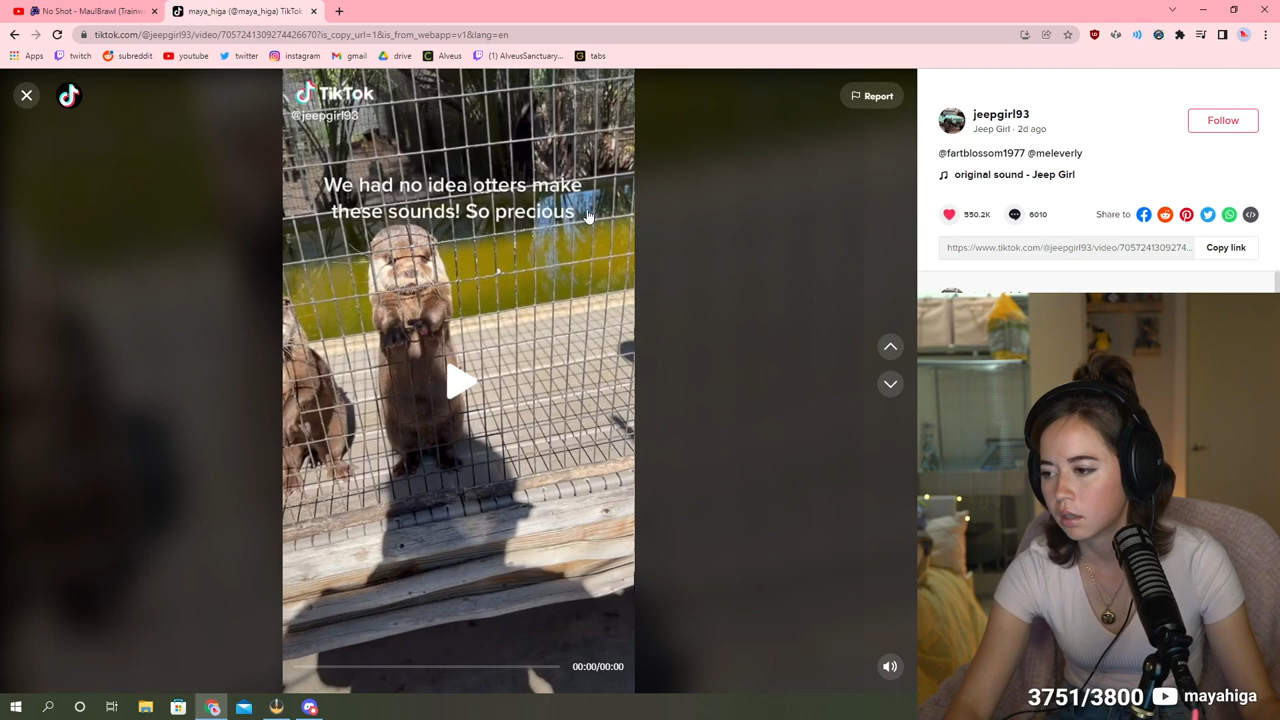 No Shot - MaulBrawl (Trainw
maya_higa (@maya_higa) TikTok
tiktok.com/@jeepgirl93/video/7057241309274426670?is_copy_url=1&is_from_webapp=v1&lang=en
Apps twitch subreddit youtube twitter instagram gmail drive Alveus AlveusSanctuary... tabs
TikTok
@jeepgirl93
Report
We had no idea otters make
these sounds! So precious
00:00/00:00
jeepgirl93
Jeep Girl · 2d ago
Follow
@fartblossom1977 @meleverly
original sound - Jeep Girl
550.2K
6010
Share to
https://www.tiktok.com/@jeepgirl93/video/7057241309274...
Copy link
3751/3800 mayahiga